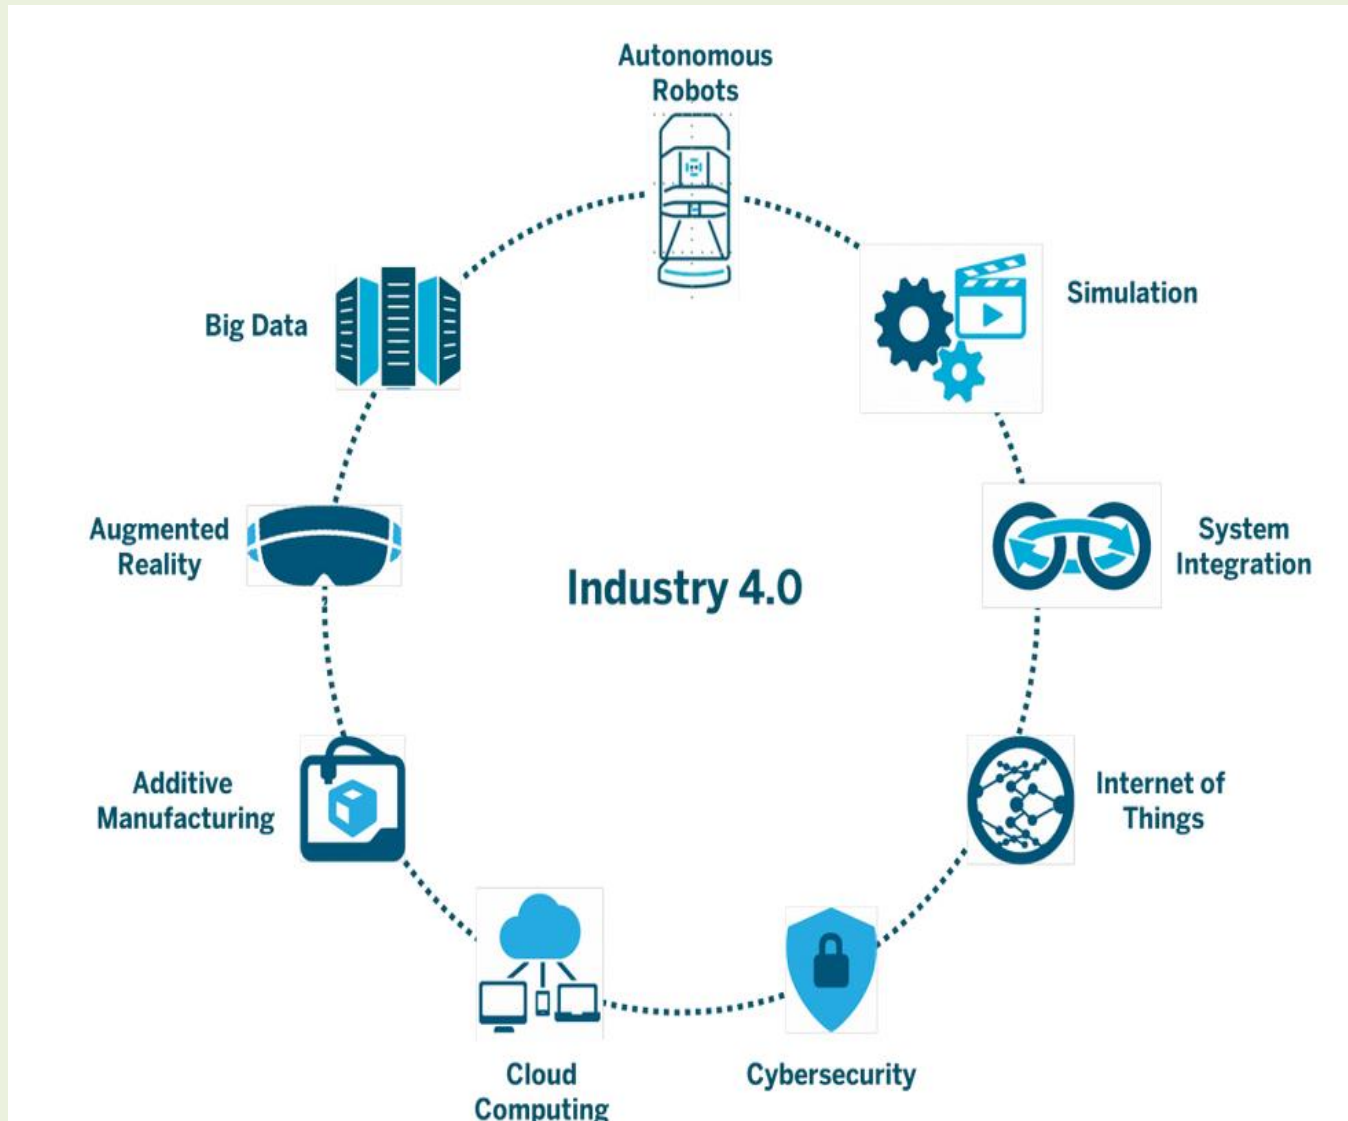 Autonomous
Robots
Simulation
Big Data
System
Integration
Augmented
Reality
Industry 4.0
Internet of
Things
Additive
Manufacturing
Cybersecurity
Cloud
Computing